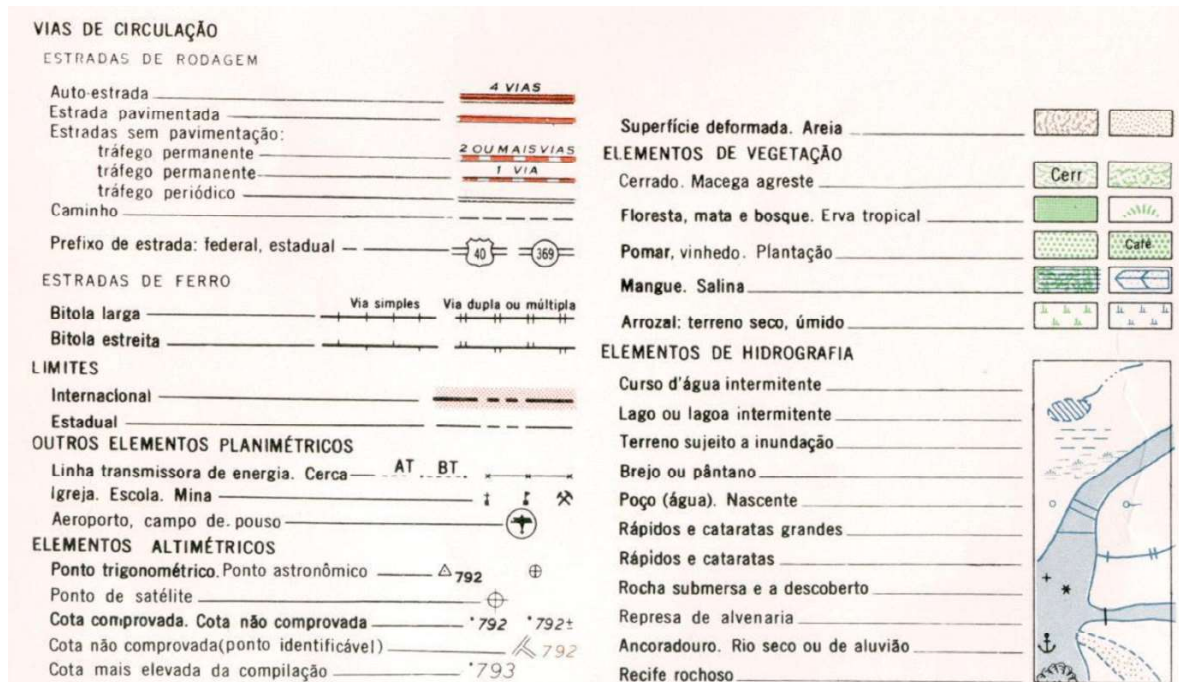 VIAS DE CIRCULAÇÃO
ESTRADAS DE RODAGEM
Auto-estrada 4 VIAS
Estrada pavimentada
Estradas sem pavimentação:
tráfego permanente 2 OU MAIS VIAS
tráfego permanente 1 VIA
tráfego periódico
Caminho
Prefixo de estrada: federal, estadual 40 369
ESTRADAS DE FERRO
Via simples Via dupla ou múltipla
Bitola larga
Bitola estreita
LIMITES
Internacional
Estadual
OUTROS ELEMENTOS PLANIMÉTRICOS
Linha transmissora de energia. Cerca AT BT
Igreja. Escola. Mina
Aeroporto, campo de pouso
ELEMENTOS ALTIMÉTRICOS
Ponto trigonométrico. Ponto astronômico 792
Ponto de satélite
Cota comprovada. Cota não comprovada 792 792±
Cota não comprovada (ponto identificável) 792
Cota mais elevada da compilação 793
Superfície deformada. Areia
ELEMENTOS DE VEGETAÇÃO
Cerrado. Macega agreste Cerr
Floresta, mata e bosque. Erva tropical
Pomar, vinhedo. Plantação Café
Mangue. Salina
Arrozal: terreno seco, úmido
ELEMENTOS DE HIDROGRAFIA
Curso d'água intermitente
Lago ou lagoa intermitente
Terreno sujeito a inundação
Brejo ou pântano
Poço (água). Nascente
Rápidos e cataratas grandes
Rápidos e cataratas
Rocha submersa e a descoberto
Represa de alvenaria
Ancoradouro. Rio seco ou de aluvião
Recife rochoso